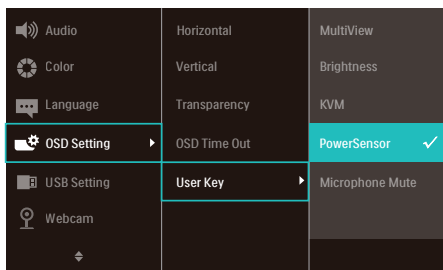 Audio
Horizontal
MultiView
Color
Vertical
Brightness
Language
Transparency
KVM
OSD Setting
OSD Time Out
PowerSensor
USB Setting
User Key
Microphone Mute
Webcam